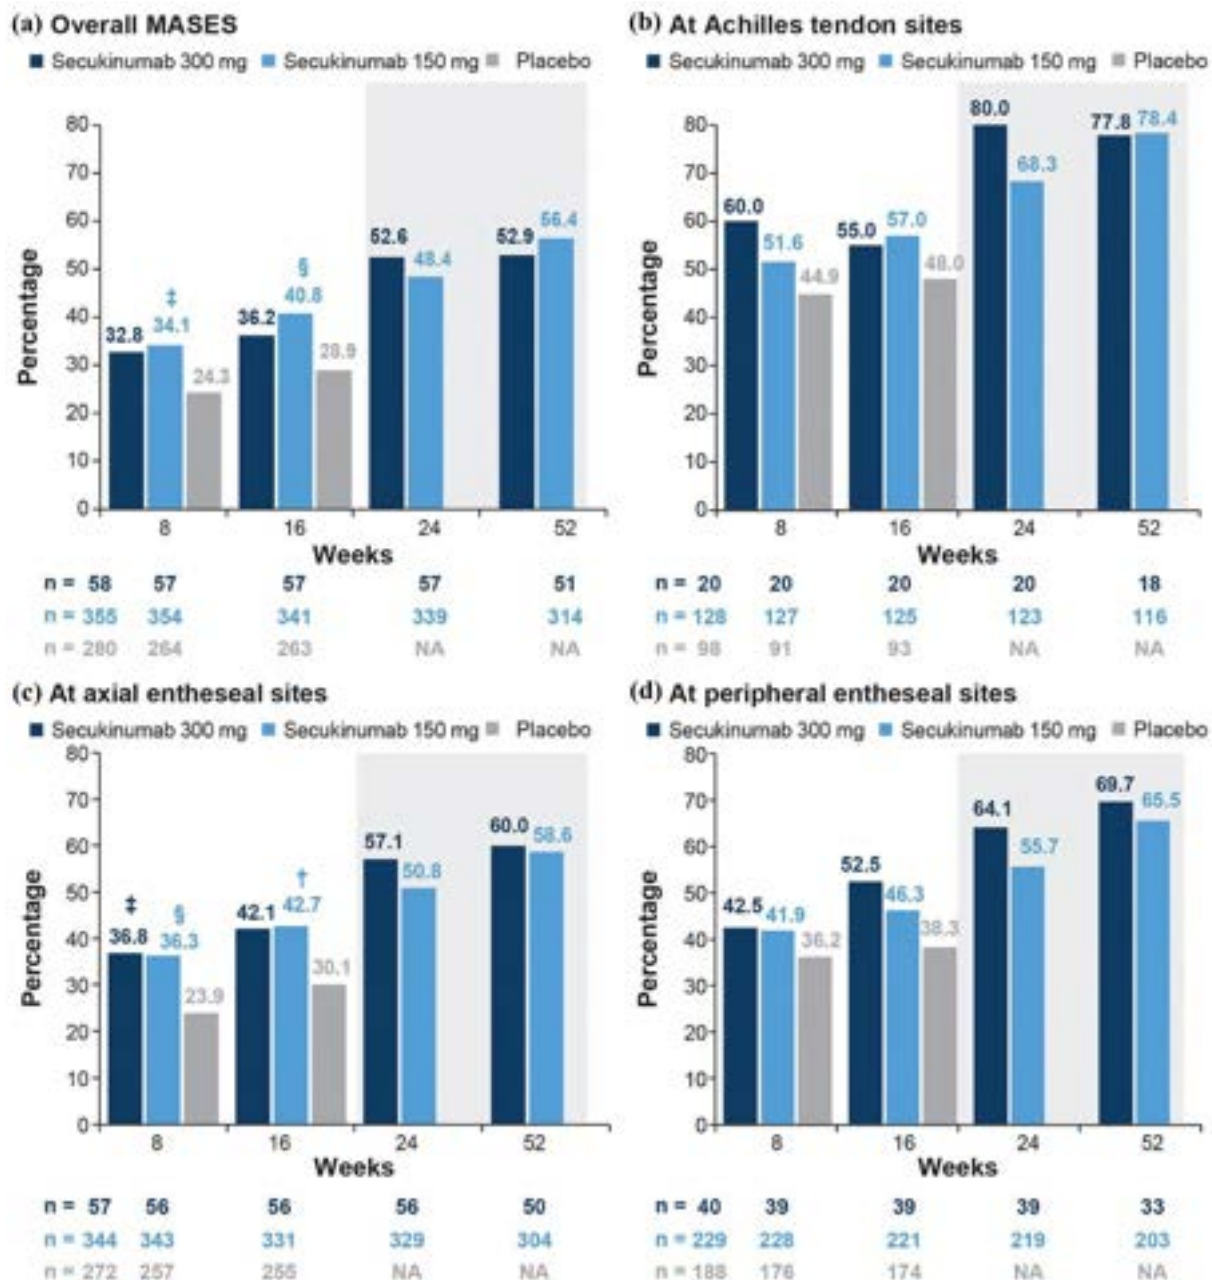 (a) Overall MASES
Secukinumab 300 mg Secukinumab 150 mg Placebo
Percentage
80
70
60
50
40
30
20
10
0
32.8
‡
34.1
24.3
36.2
§
40.8
28.9
52.6
48.4
52.9
56.4
8 16 24 52
Weeks
n = 58 57 57 57 51
n = 355 354 341 339 314
n = 280 264 263 NA NA
(b) At Achilles tendon sites
Secukinumab 300 mg Secukinumab 150 mg Placebo
Percentage
80
70
60
50
40
30
20
10
0
60.0
51.6
44.9
55.0
57.0
48.0
80.0
68.3
77.8
78.4
8 16 24 52
Weeks
n = 20 20 20 20 18
n = 128 127 125 123 116
n = 98 91 93 NA NA
(c) At axial entheseal sites
Secukinumab 300 mg Secukinumab 150 mg Placebo
Percentage
80
70
60
50
40
30
20
10
0
‡
36.8
§
36.3
23.9
42.1
†
42.7
30.1
57.1
50.8
60.0
58.6
8 16 24 52
Weeks
n = 57 56 56 56 50
n = 344 343 331 329 304
n = 272 257 255 NA NA
(d) At peripheral entheseal sites
Secukinumab 300 mg Secukinumab 150 mg Placebo
Percentage
80
70
60
50
40
30
20
10
0
42.5
41.9
36.2
52.5
46.3
38.3
64.1
55.7
69.7
65.5
8 16 24 52
Weeks
n = 40 39 39 39 33
n = 229 228 221 219 203
n = 188 176 174 NA NA